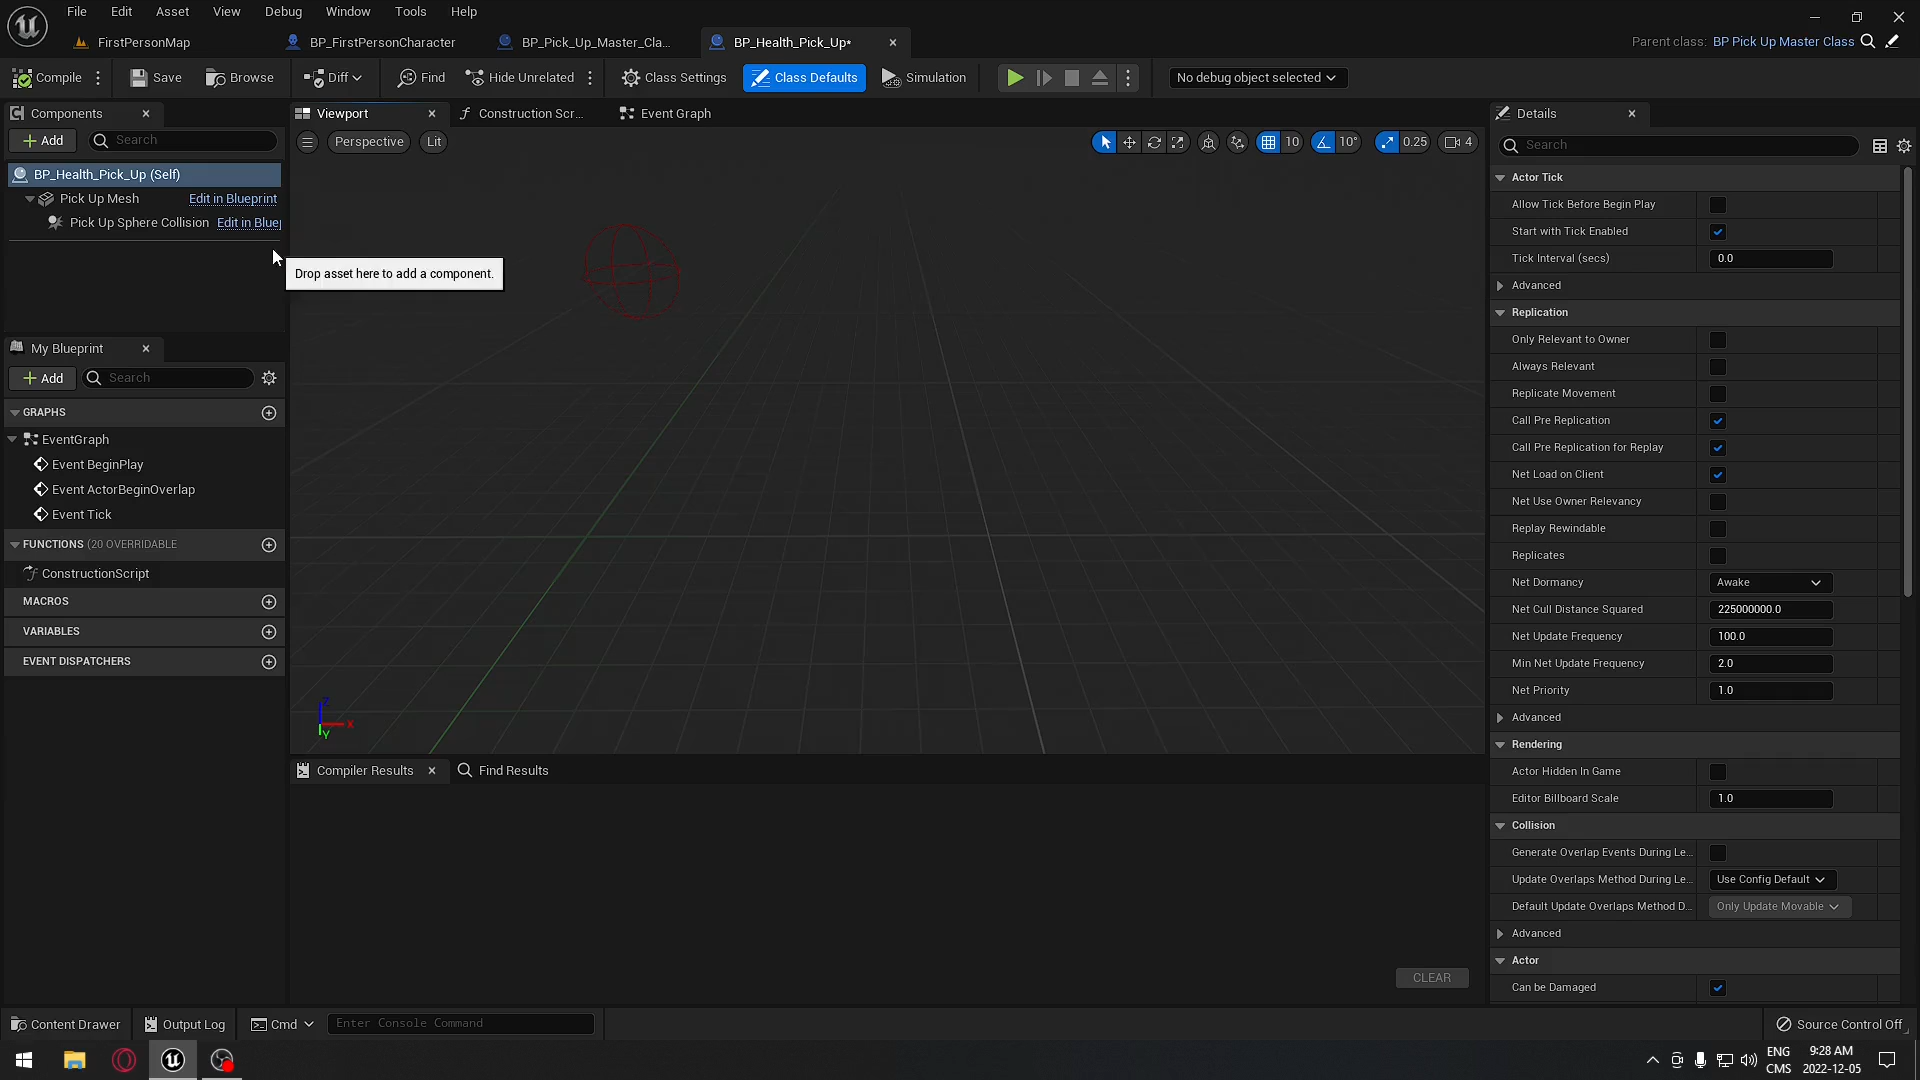 File Edit Asset View Debug Window Tools Help
FirstPersonMap BP_FirstPersonCharacter BP_Pick_Up_Master_Cla... BP_Health_Pick_Up*
Parent class: BP Pick Up Master Class
Compile Save Browse Diff Find Hide Unrelated Class Settings Class Defaults Simulation No debug object selected
Components
Add Search
BP_Health_Pick_Up (Self)
Pick Up Mesh Edit in Blueprint
Pick Up Sphere Collision Edit in Bluep
Drop asset here to add a component.
My Blueprint
Add Search
GRAPHS
EventGraph
Event BeginPlay
Event ActorBeginOverlap
Event Tick
FUNCTIONS (20 OVERRIDABLE
ConstructionScript
MACROS
VARIABLES
EVENT DISPATCHERS
Viewport Construction Scr... Event Graph
Perspective Lit 10 10° 0.25 4
Z
X
Y
Compiler Results Find Results
CLEAR
Details
Search
Actor Tick
Allow Tick Before Begin Play
Start with Tick Enabled
Tick Interval (secs) 0.0
Advanced
Replication
Only Relevant to Owner
Always Relevant
Replicate Movement
Call Pre Replication
Call Pre Replication for Replay
Net Load on Client
Net Use Owner Relevancy
Replay Rewindable
Replicates
Net Dormancy Awake
Net Cull Distance Squared 225000000.0
Net Update Frequency 100.0
Min Net Update Frequency 2.0
Net Priority 1.0
Advanced
Rendering
Actor Hidden In Game
Editor Billboard Scale 1.0
Collision
Generate Overlap Events During Le...
Update Overlaps Method During Le... Use Config Default
Default Update Overlaps Method D... Only Update Movable
Advanced
Actor
Can be Damaged
Content Drawer Output Log Cmd Enter Console Command Source Control Off
ENG 9:28 AM
CMS 2022-12-05